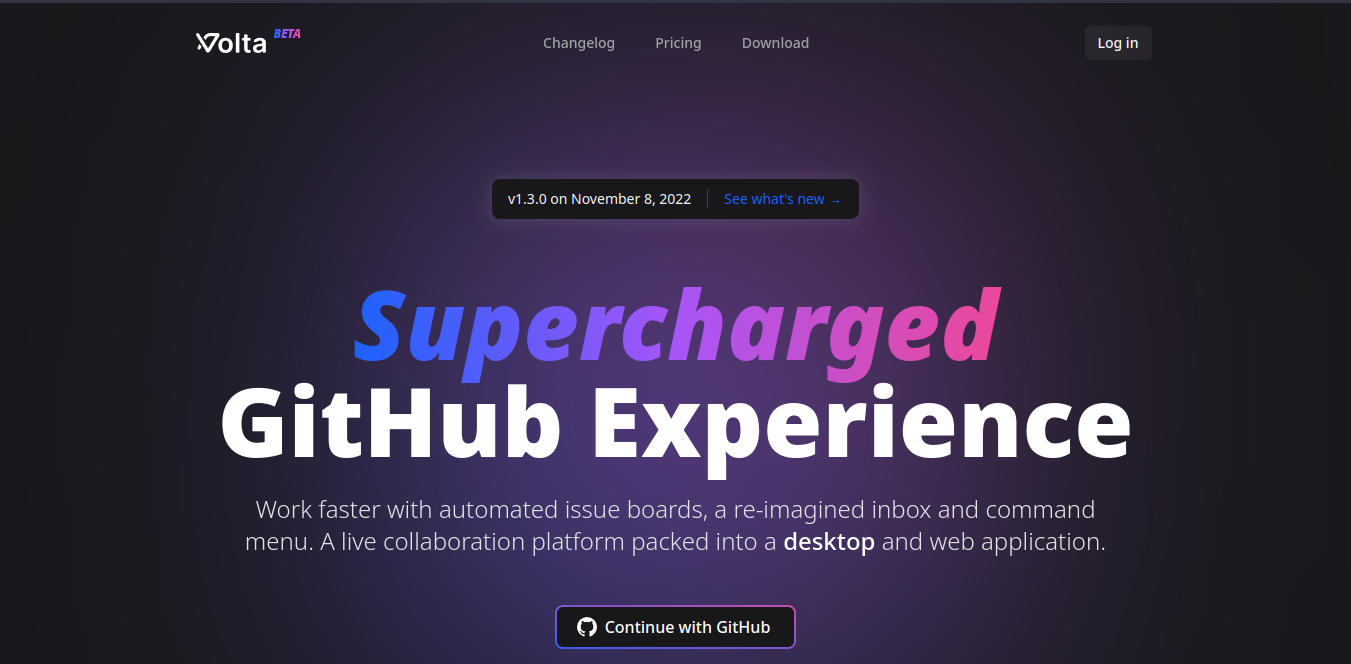 Volta BETA
Changelog Pricing Download
Log in
v1.3.0 on November 8, 2022 See what's new →
Supercharged
GitHub Experience
Work faster with automated issue boards, a re-imagined inbox and command
menu. A live collaboration platform packed into a desktop and web application.
Continue with GitHub